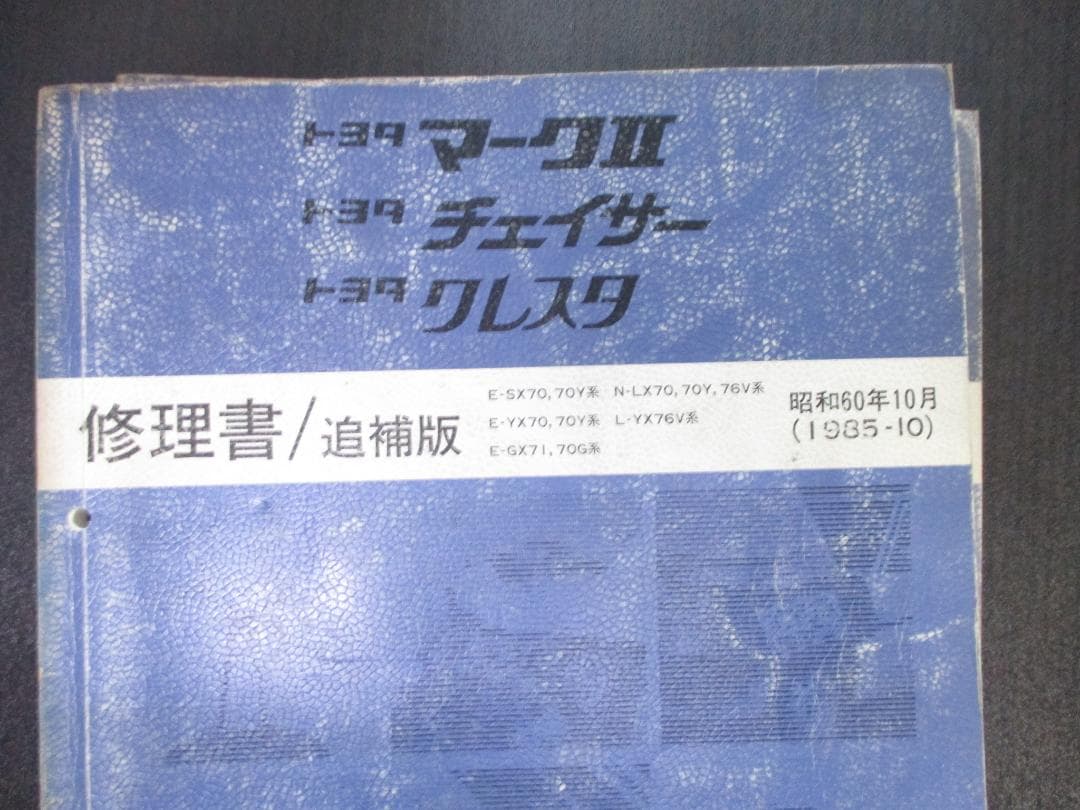 トヨタ マークII
トヨタ チェイサー
トヨタ クレスタ
修理書/追補版
E-SX70,70Y系 N-LX70,70Y,76V系
E-YX70,70Y系 L-YX76V系
E-GX71,70G系
昭和60年10月
(1985-10)